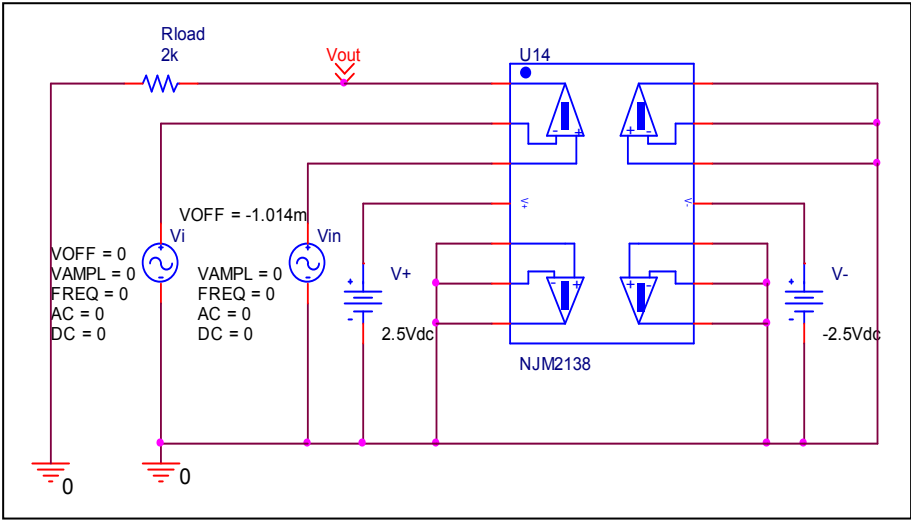 Rload
2k
Vout
U14
- +
+ -
V+
V-
VOFF = -1.014m
Vi
Vin
VOFF = 0
VAMPL = 0
FREQ = 0
AC = 0
DC = 0
VAMPL = 0
FREQ = 0
AC = 0
DC = 0
+
-
+
-
V+
+
-
2.5Vdc
- +
+ -
V-
+
-
-2.5Vdc
NJM2138
0
0